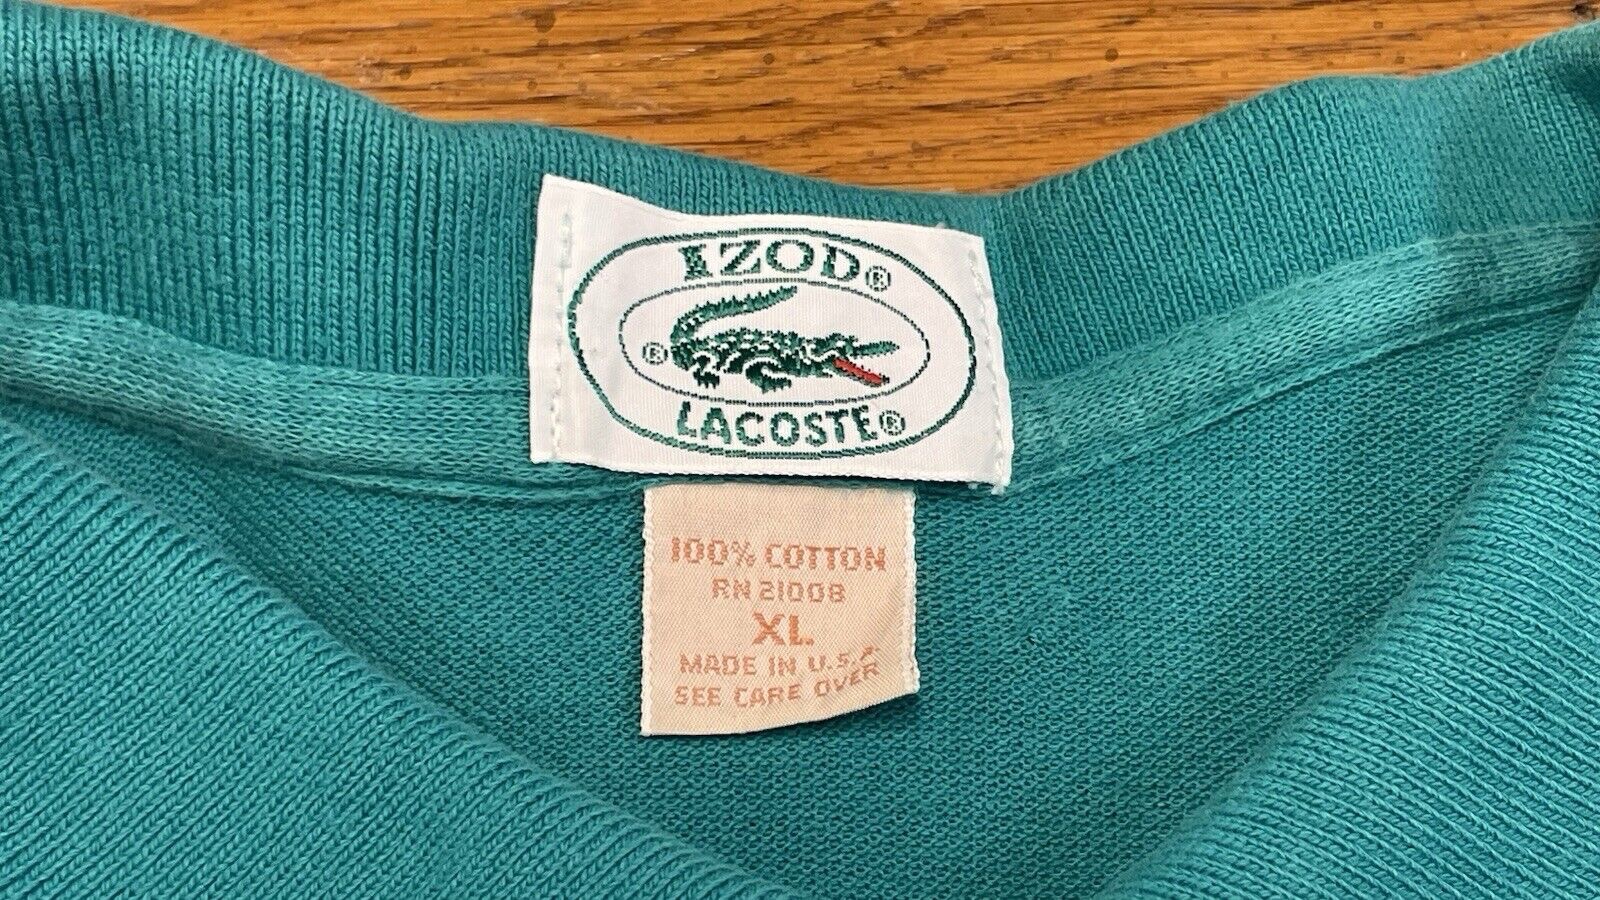 IZOD®
®
LACOSTE®
100% COTTON
RN 21008
XL
MADE IN U.S.A.
SEE CARE OVER